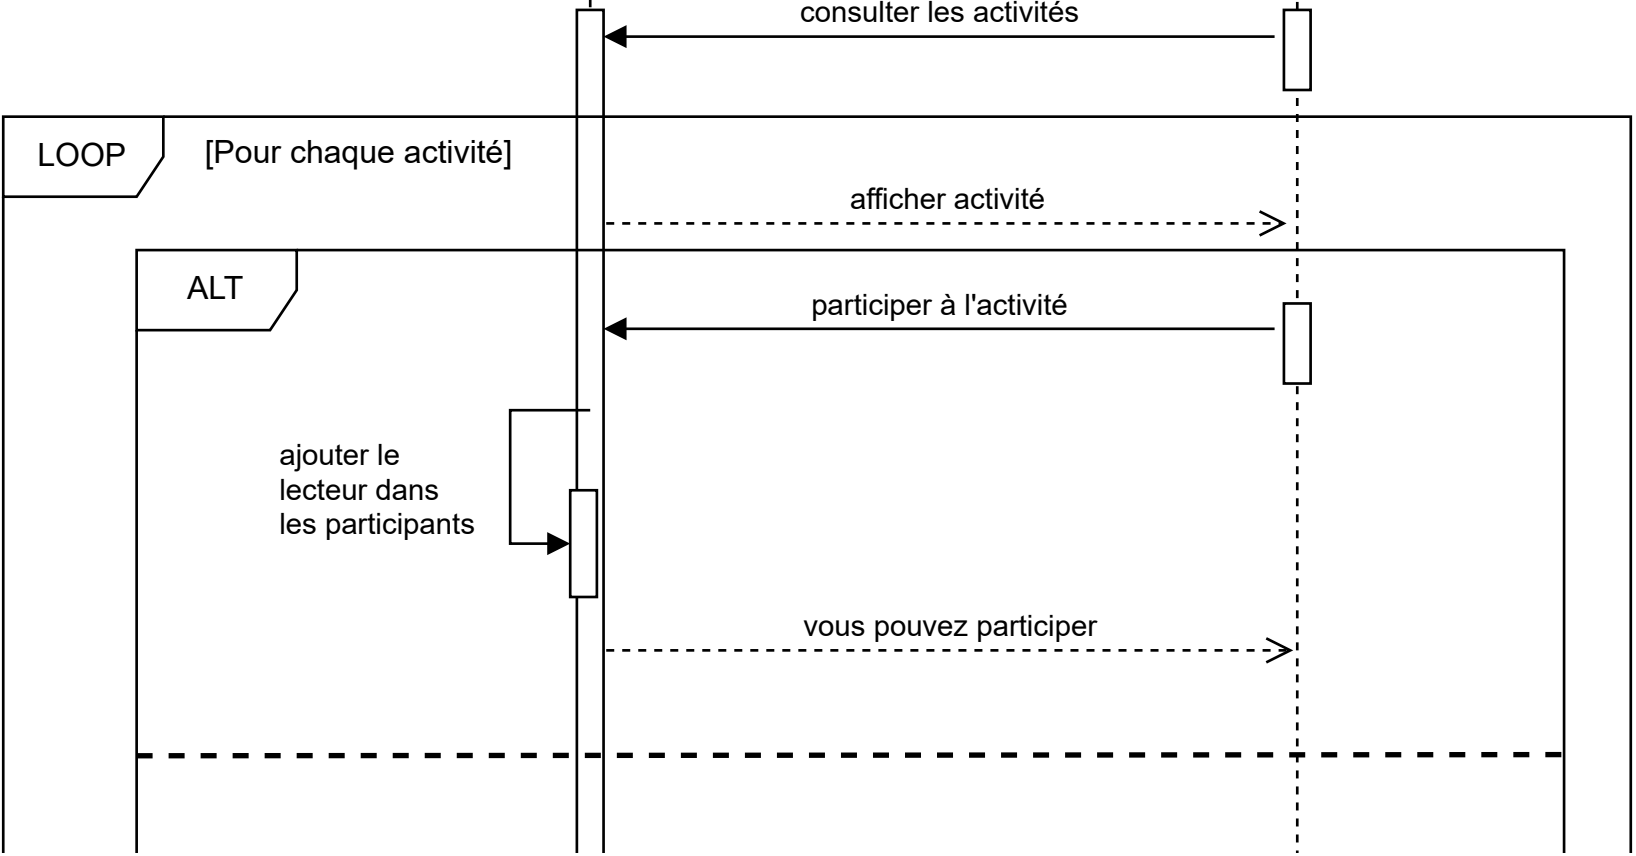 consulter les activités
LOOP
[Pour chaque activité]
afficher activité
ALT
participer à l'activité
ajouter le
lecteur dans
les participants
vous pouvez participer